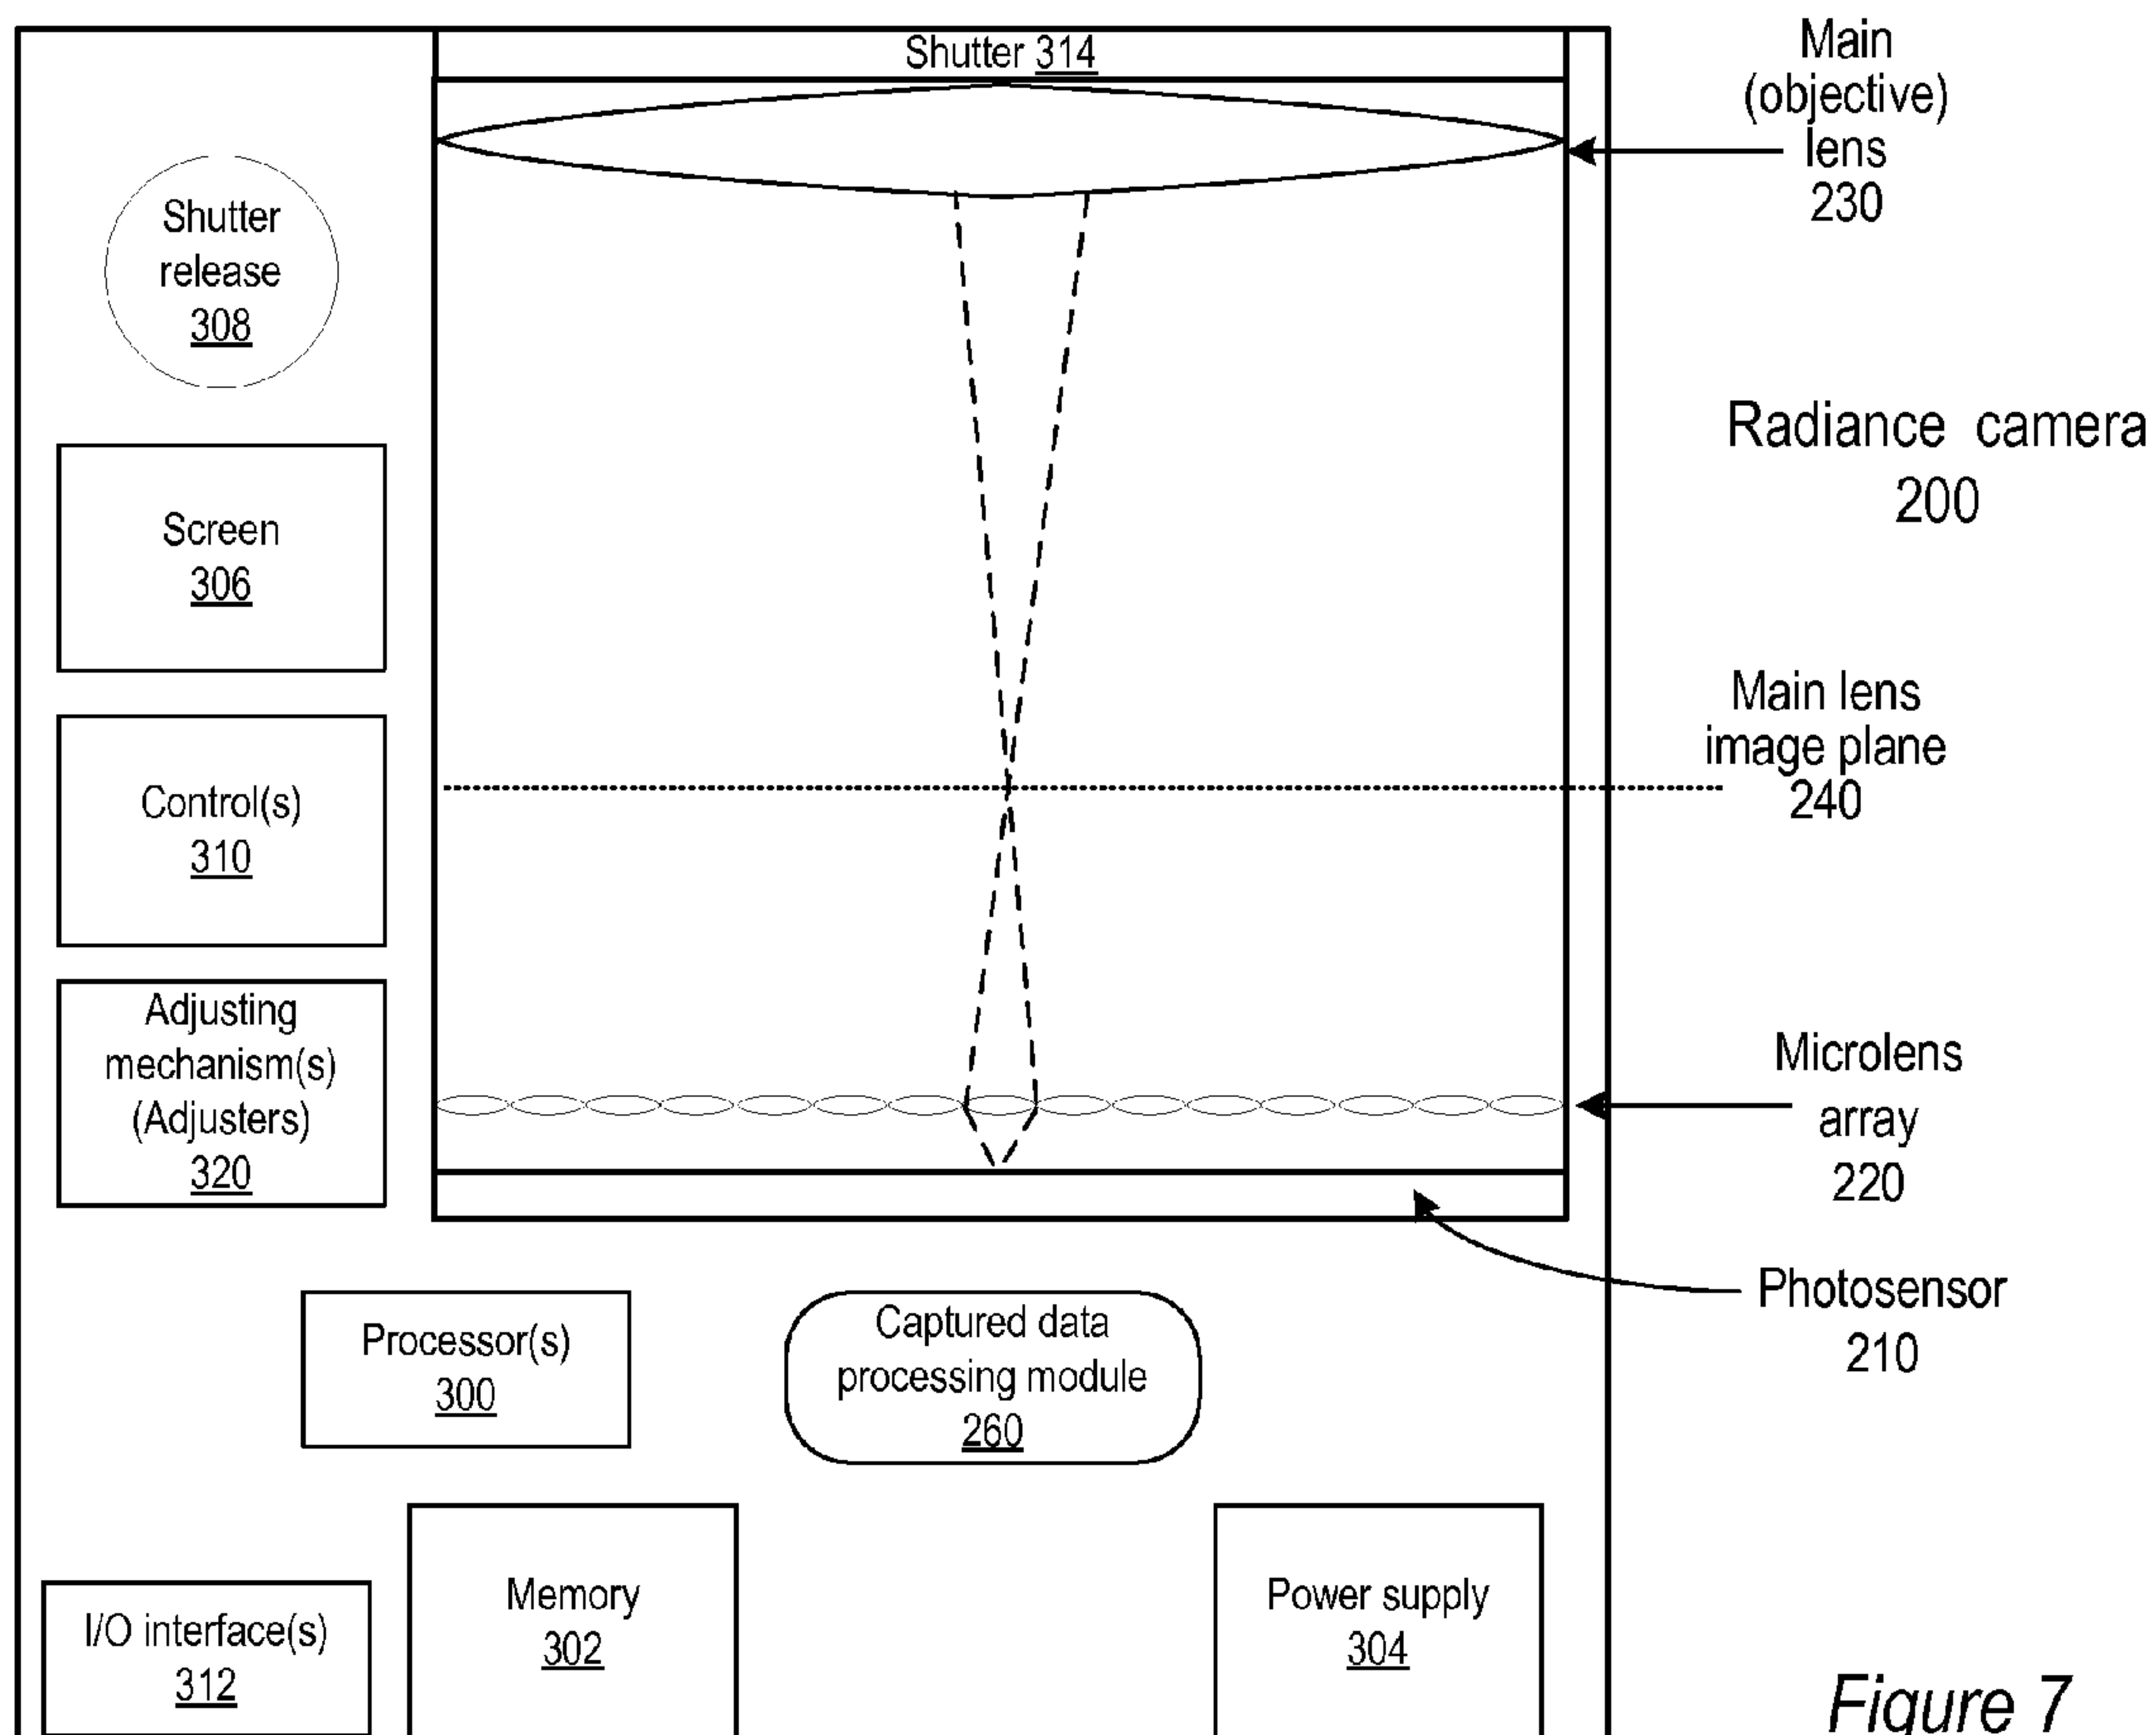 Shutter 314
Main
(objective)
lens
230
Shutter
release
308
Radiance camera
200
Screen
306
Main lens
image plane
240
Control(s)
310
Adjusting
mechanism(s)
(Adjusters)
320
Microlens
array
220
Photosensor
210
Processor(s)
300
Captured data
processing module
260
I/O interface(s)
312
Memory
302
Power supply
304
Figure 7